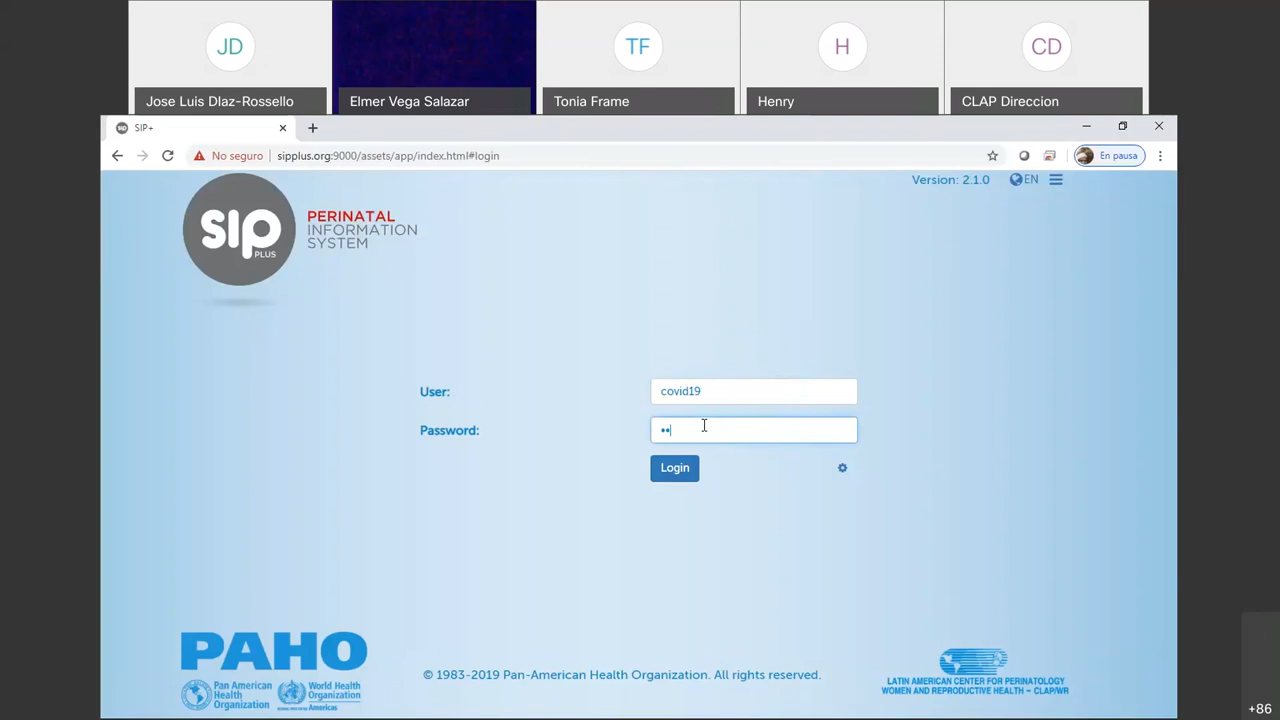 JD
TF
H
CD
Jose Luis DIaz-Rossello
Elmer Vega Salazar
Tonia Frame
Henry
CLAP Direccion
SIP+
No seguro
sipplus.org:9000/assets/app/index.html#login
En pausa
Version: 2.1.0
EN
sip
PLUS
PERINATAL
INFORMATION
SYSTEM
User:
covid19
Password:
••
Login
PAHO
Pan American
Health
Organization
World Health
Organization
Americas
© 1983-2019 Pan-American Health Organization. All rights reserved.
LATIN AMERICAN CENTER FOR PERINATOLOGY
WOMEN AND REPRODUCTIVE HEALTH – CLAP/WR
+86